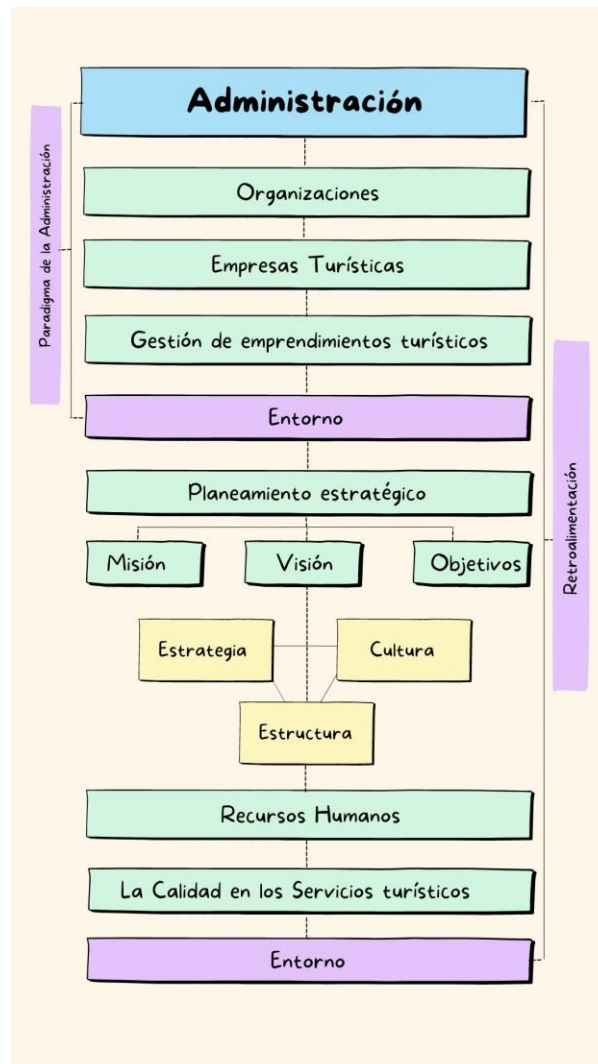 Administración
Paradigma de la Administración
Organizaciones
Empresas Turísticas
Gestión de emprendimientos turísticos
Entorno
Retroalimentación
Planeamiento estratégico
Misión
Visión
Objetivos
Estrategia
Cultura
Estructura
Recursos Humanos
La Calidad en los Servicios turísticos
Entorno